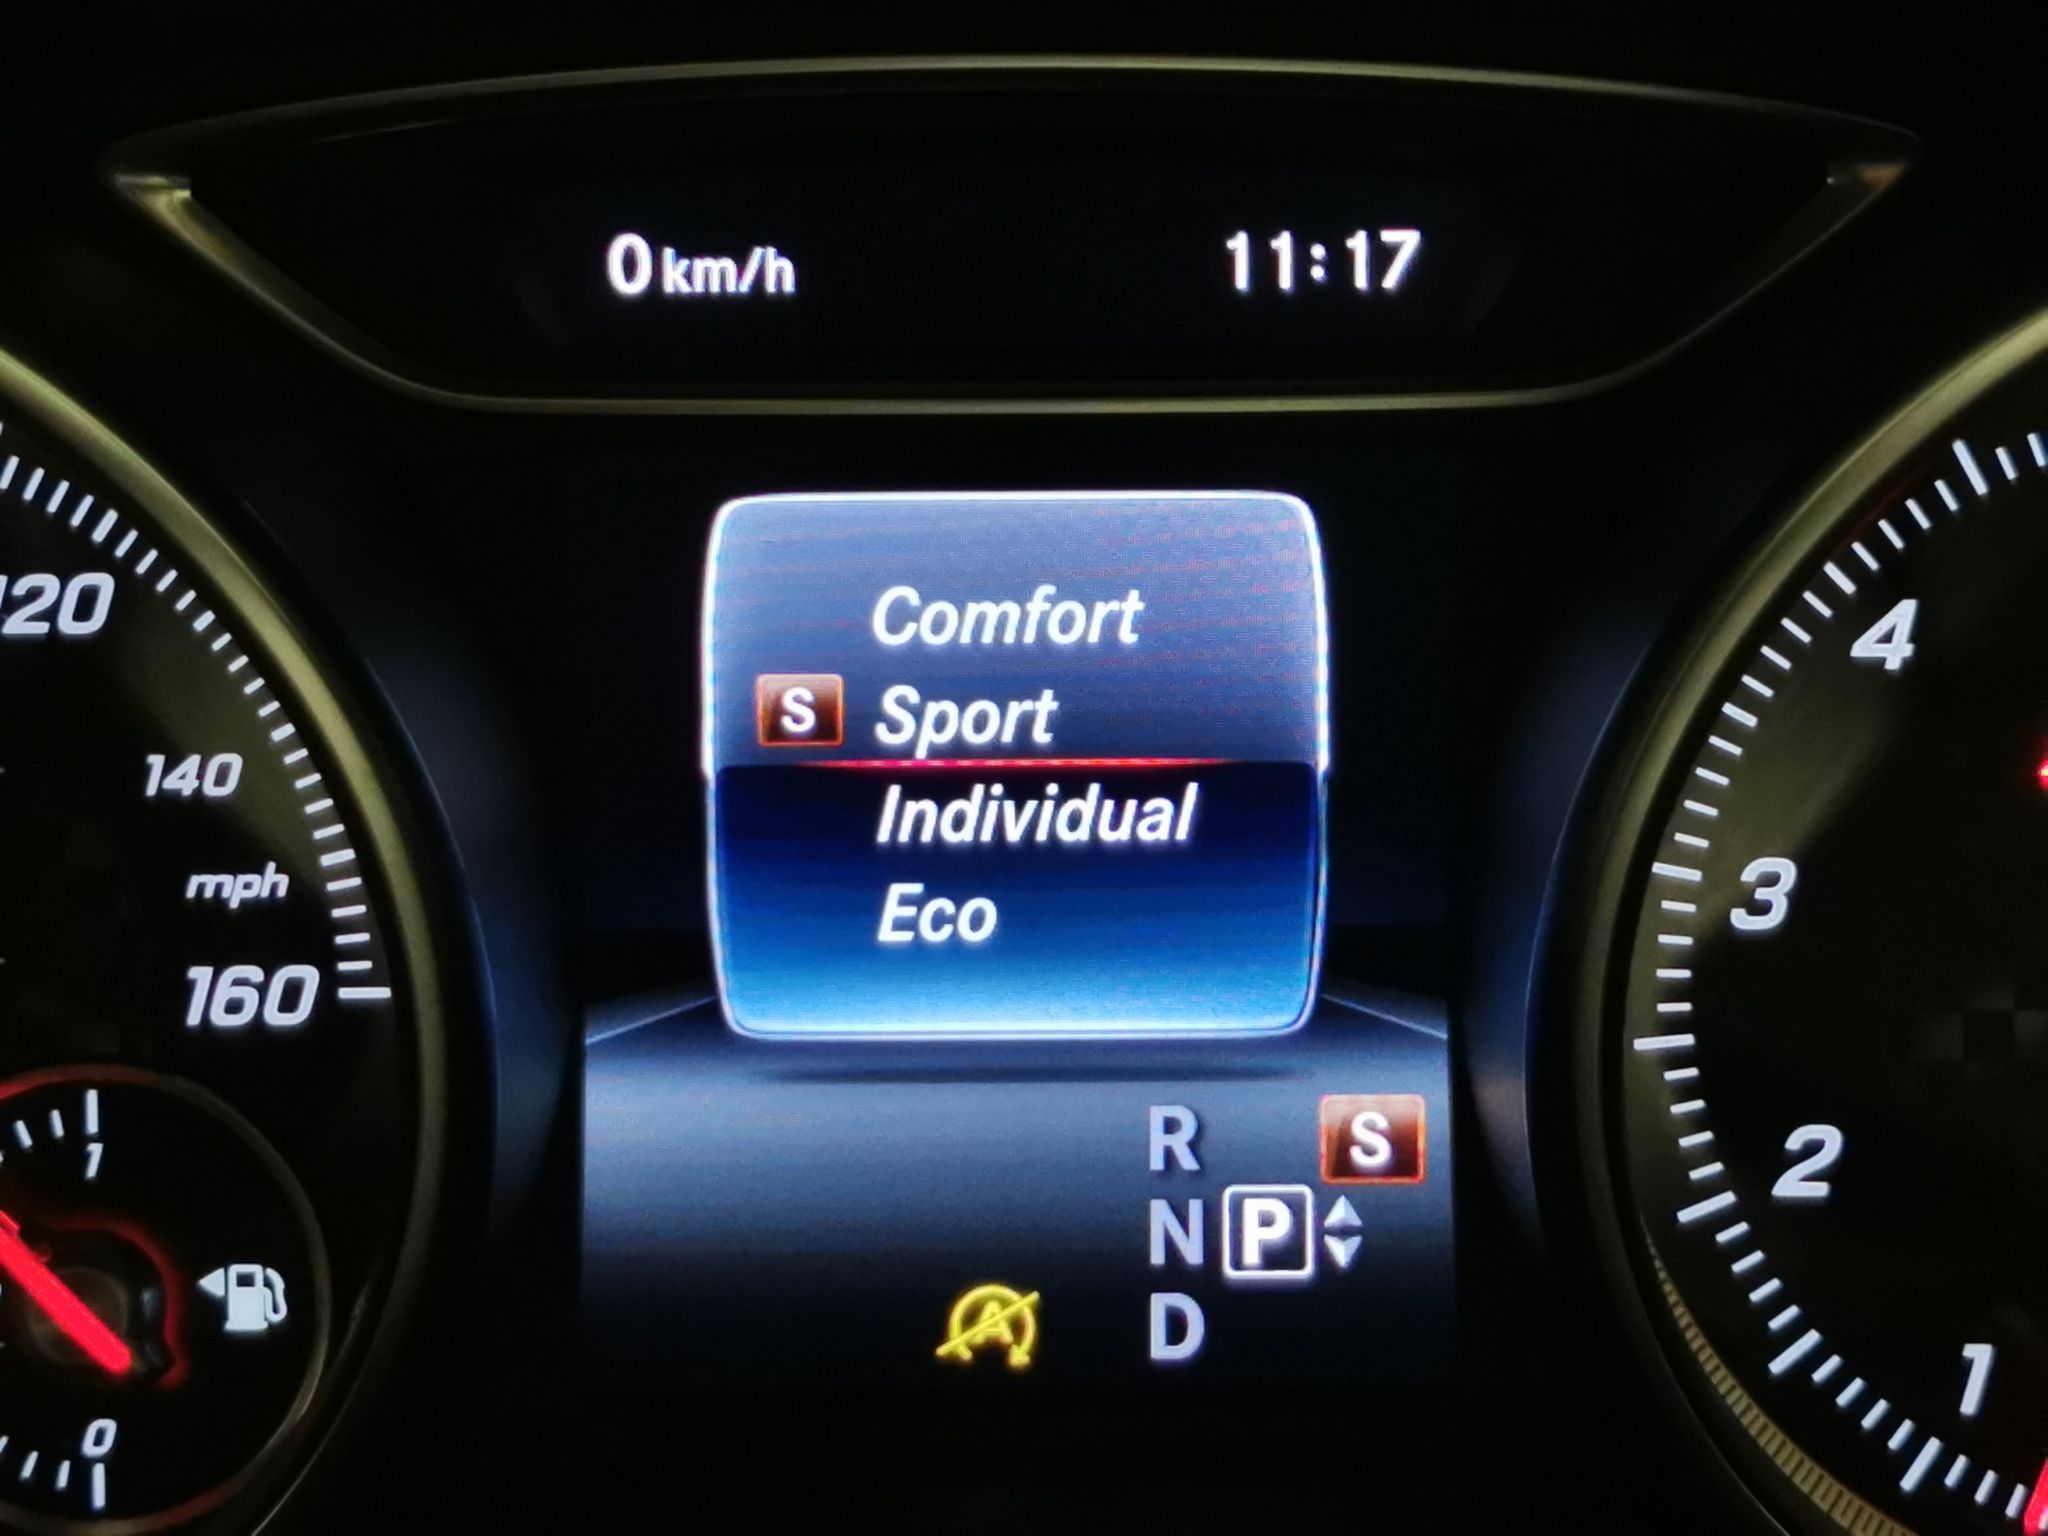 0 km/h 11:17
Comfort
S Sport
Individual
Eco
120
140
mph
160
1
0
R S
N P
D
A
4
3
2
1